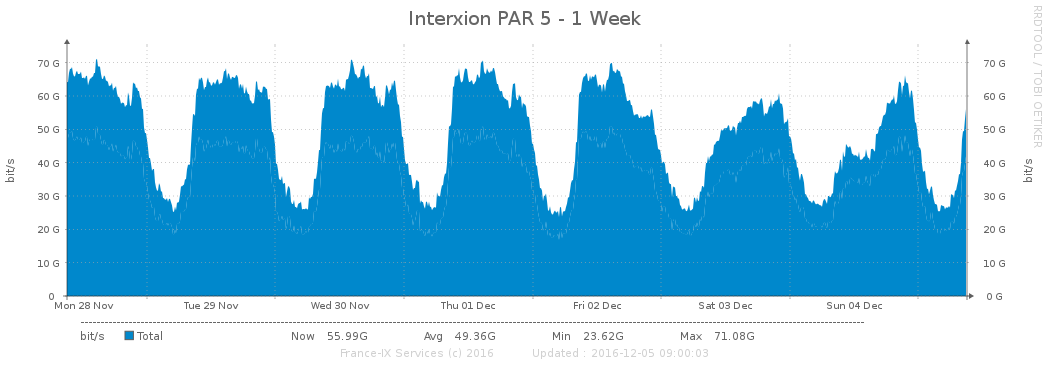 Interxion PAR 5 - 1 Week
RRDTOOL / TOBI OETIKER
bit/s
70 G 70 G
60 G 60 G
50 G 50 G
40 G 40 G
30 G 30 G
20 G 20 G
10 G 10 G
0 0 G
bit/s
Mon 28 Nov Tue 29 Nov Wed 30 Nov Thu 01 Dec Fri 02 Dec Sat 03 Dec Sun 04 Dec
bit/s Total Now 55.99G Avg 49.36G Min 23.62G Max 71.08G
France-IX Services (c) 2016 Updated : 2016-12-05 09:00:03